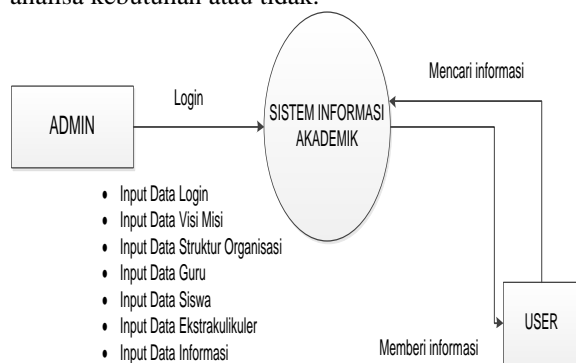 analisa kebutuhan atau tidak.
Mencari informasi
Login
ADMIN
SISTEM INFORMASI
AKADEMIK
• Input Data Login
• Input Data Visi Misi
• Input Data Struktur Organisasi
• Input Data Guru
• Input Data Siswa
• Input Data Ekstrakulikuler
• Input Data Informasi
USER
Memberi informasi